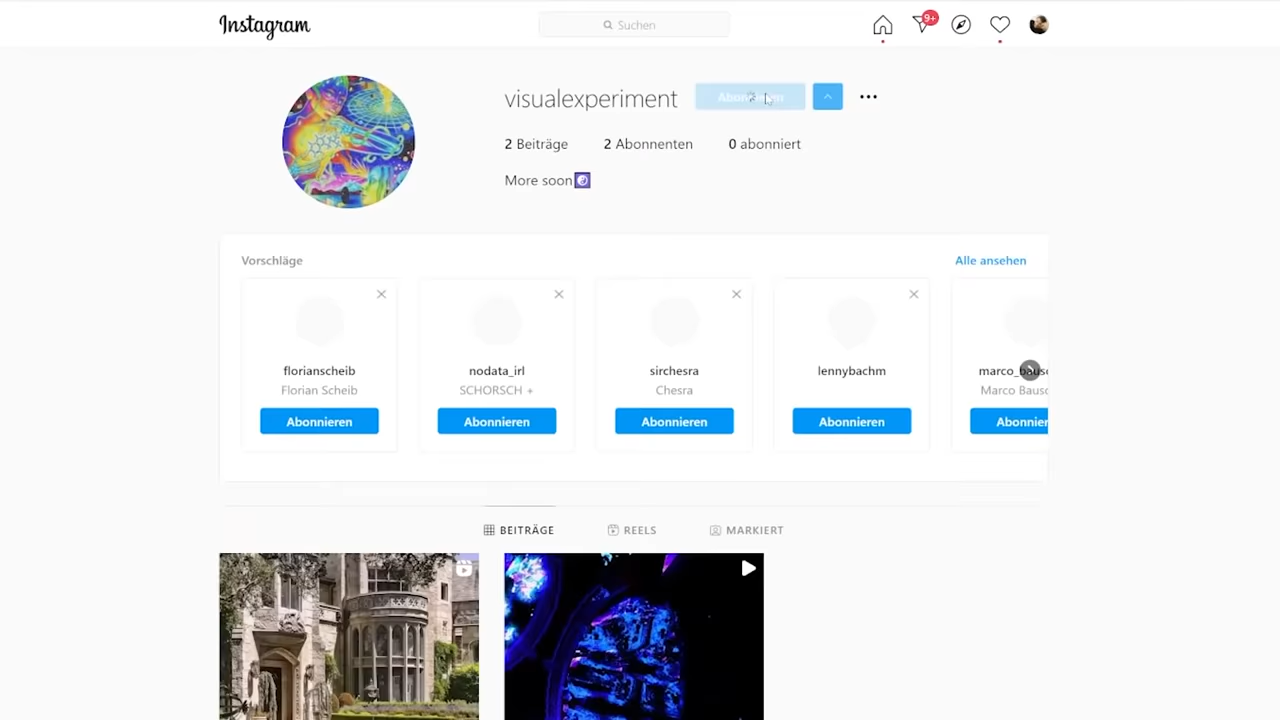 Instagram
Suchen
9+
visualexperiment
Abonnieren
2 Beiträge 2 Abonnenten 0 abonniert
More soon
Vorschläge
Alle ansehen
florianscheib nodata_irl sirchesra lennybachm
Florian Scheib SCHORSCH + Chesra Marco
Abonnieren Abonnieren Abonnieren Abonnieren
BEITRÄGE REELS MARKIERT